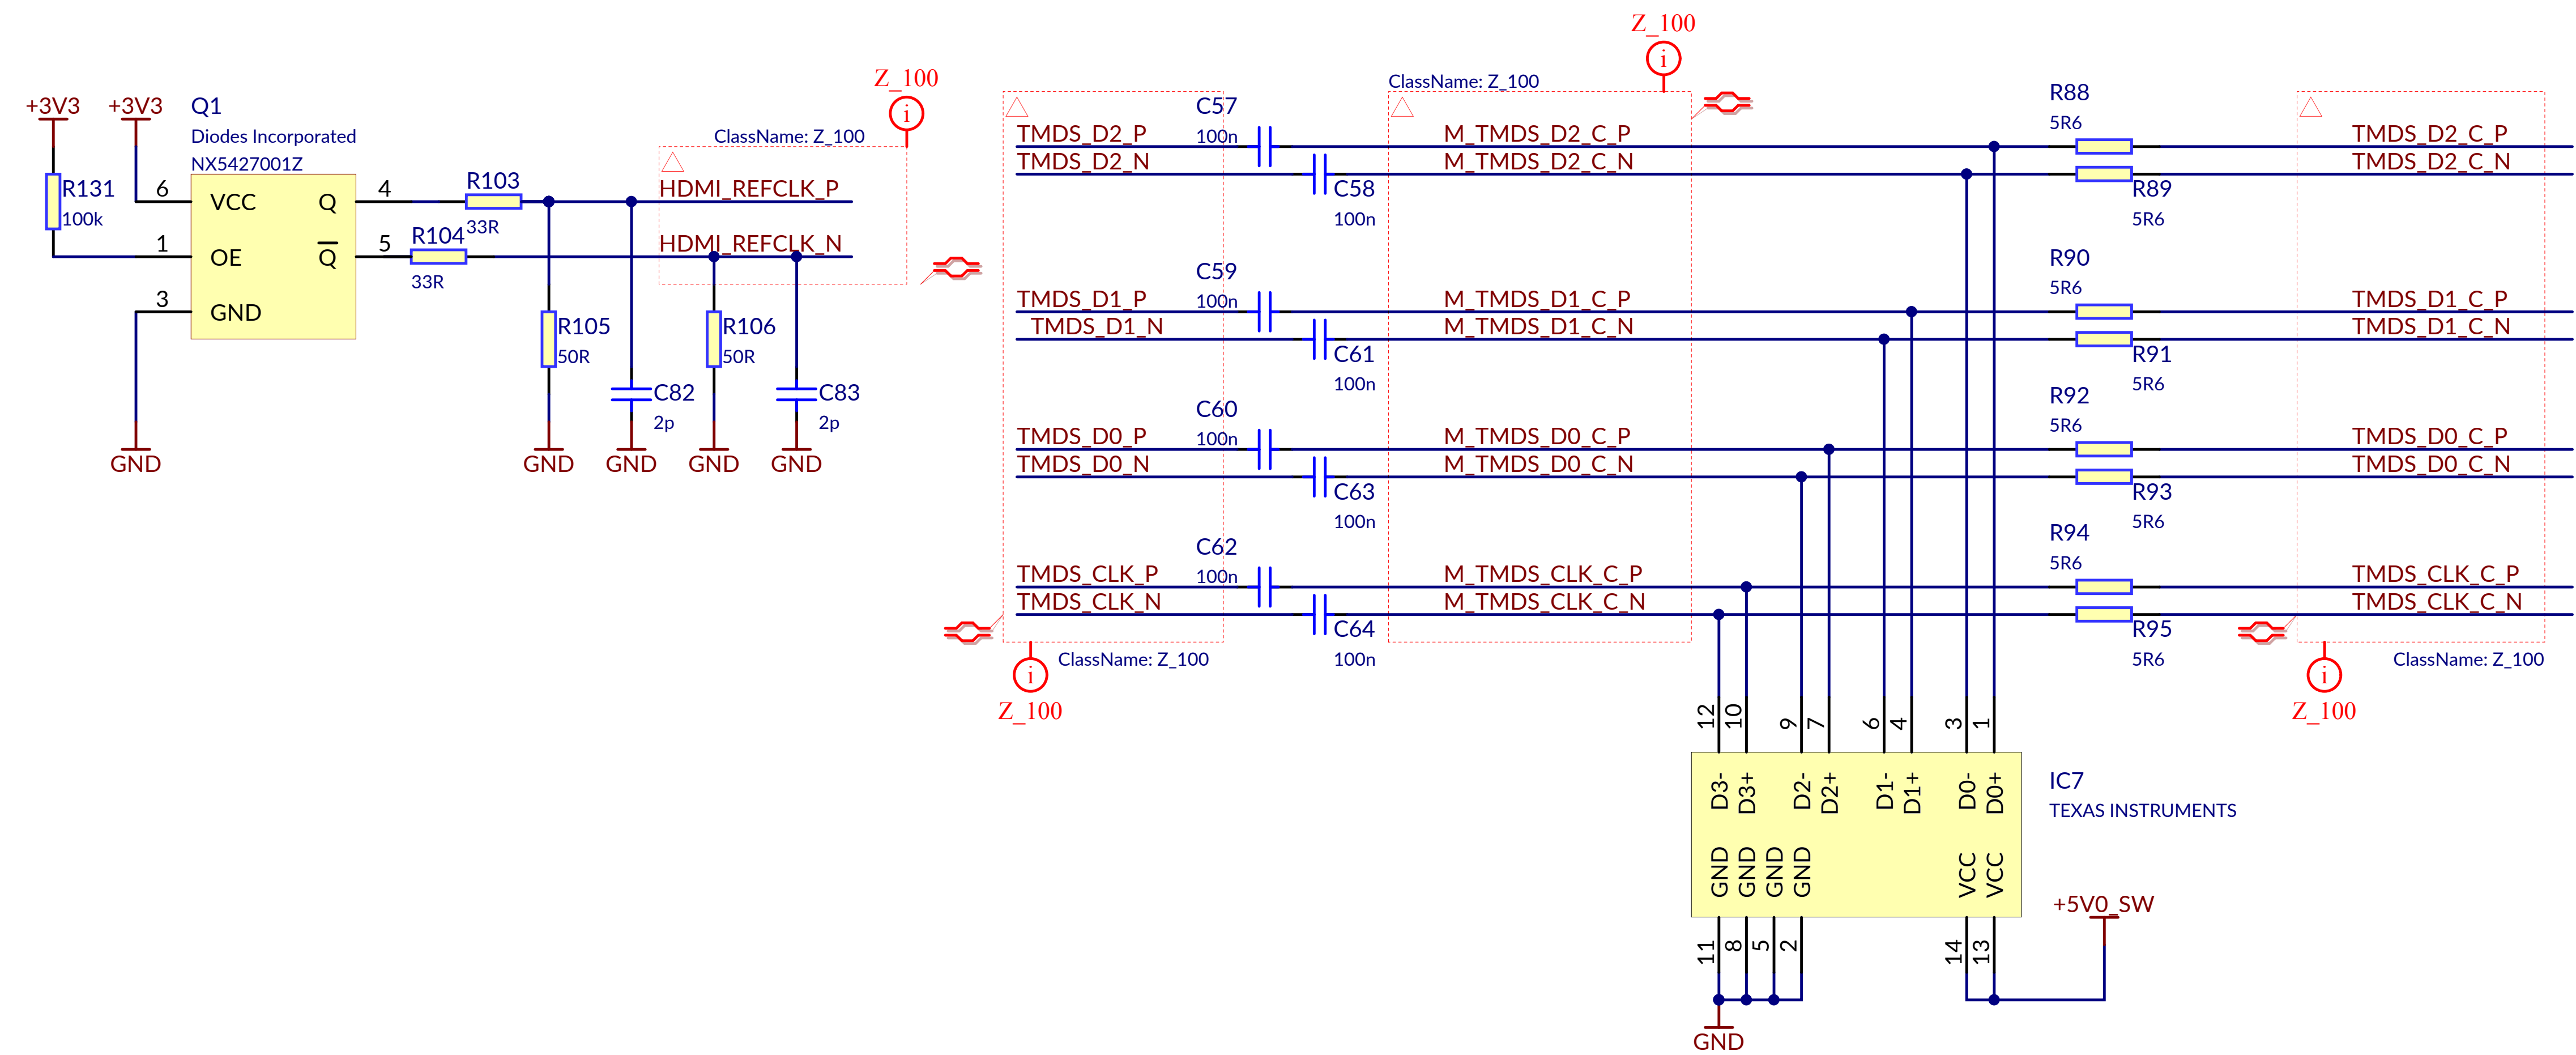 +3V3
+3V3
Q1
Diodes Incorporated
NX5427001Z
R131
100k
6
VCC
1
OE
3
GND
Q
4
Q
5
R103
33R
R104
33R
GND
Z_100
i
ClassName: Z_100
HDMI_REFCLK_P
HDMI_REFCLK_N
R105
50R
R106
50R
C82
2p
C83
2p
GND
GND
GND
GND
TMDS_D2_P
TMDS_D2_N
TMDS_D1_P
TMDS_D1_N
TMDS_D0_P
TMDS_D0_N
TMDS_CLK_P
TMDS_CLK_N
ClassName: Z_100
i
Z_100
C57
100n
C58
100n
C59
100n
C61
100n
C60
100n
C63
100n
C62
100n
C64
100n
Z_100
i
ClassName: Z_100
M_TMDS_D2_C_P
M_TMDS_D2_C_N
M_TMDS_D1_C_P
M_TMDS_D1_C_N
M_TMDS_D0_C_P
M_TMDS_D0_C_N
M_TMDS_CLK_C_P
M_TMDS_CLK_C_N
R88
5R6
R89
5R6
R90
5R6
R91
5R6
R92
5R6
R93
5R6
R94
5R6
R95
5R6
TMDS_D2_C_P
TMDS_D2_C_N
TMDS_D1_C_P
TMDS_D1_C_N
TMDS_D0_C_P
TMDS_D0_C_N
TMDS_CLK_C_P
TMDS_CLK_C_N
ClassName: Z_100
i
Z_100
12
10
9
7
6
4
3
1
D3-
D3+
D2-
D2+
D1-
D1+
D0-
D0+
IC7
TEXAS INSTRUMENTS
GND
GND
GND
GND
VCC
VCC
11
8
5
2
14
13
+5V0_SW
GND